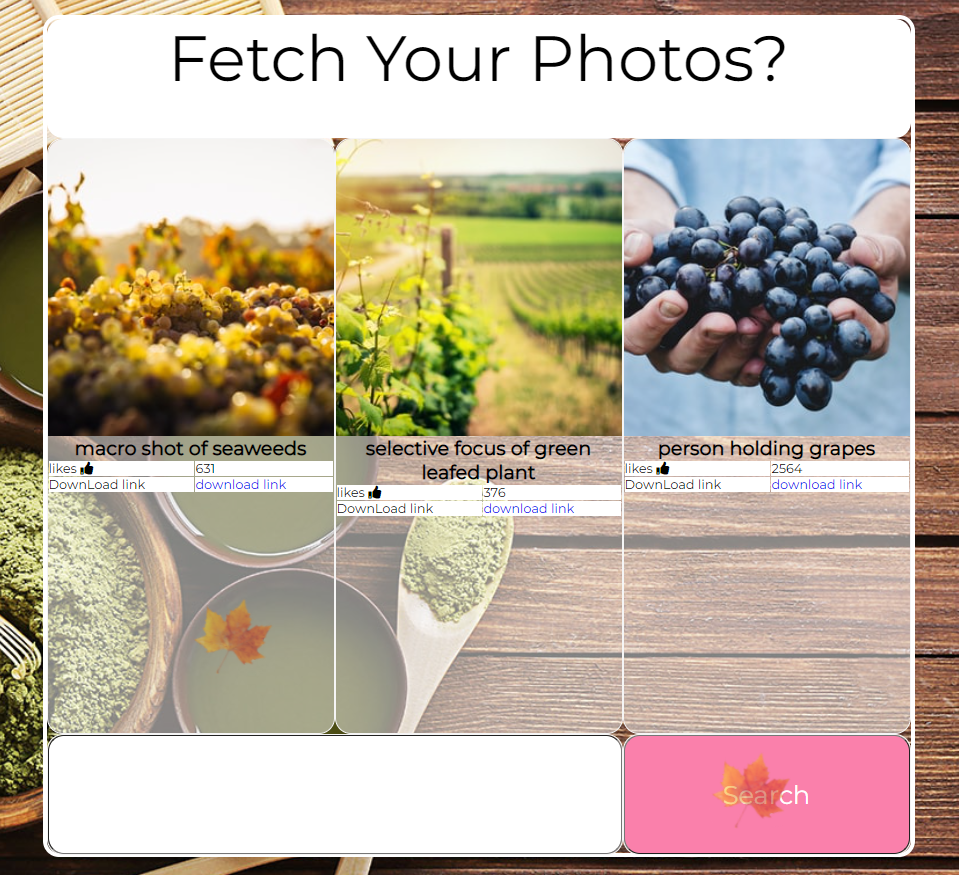 Fetch Your Photos?
macro shot of seaweeds
likes 631
DownLoad link download link
selective focus of green
leafed plant
likes 376
DownLoad link download link
person holding grapes
likes 2564
DownLoad link download link
Search